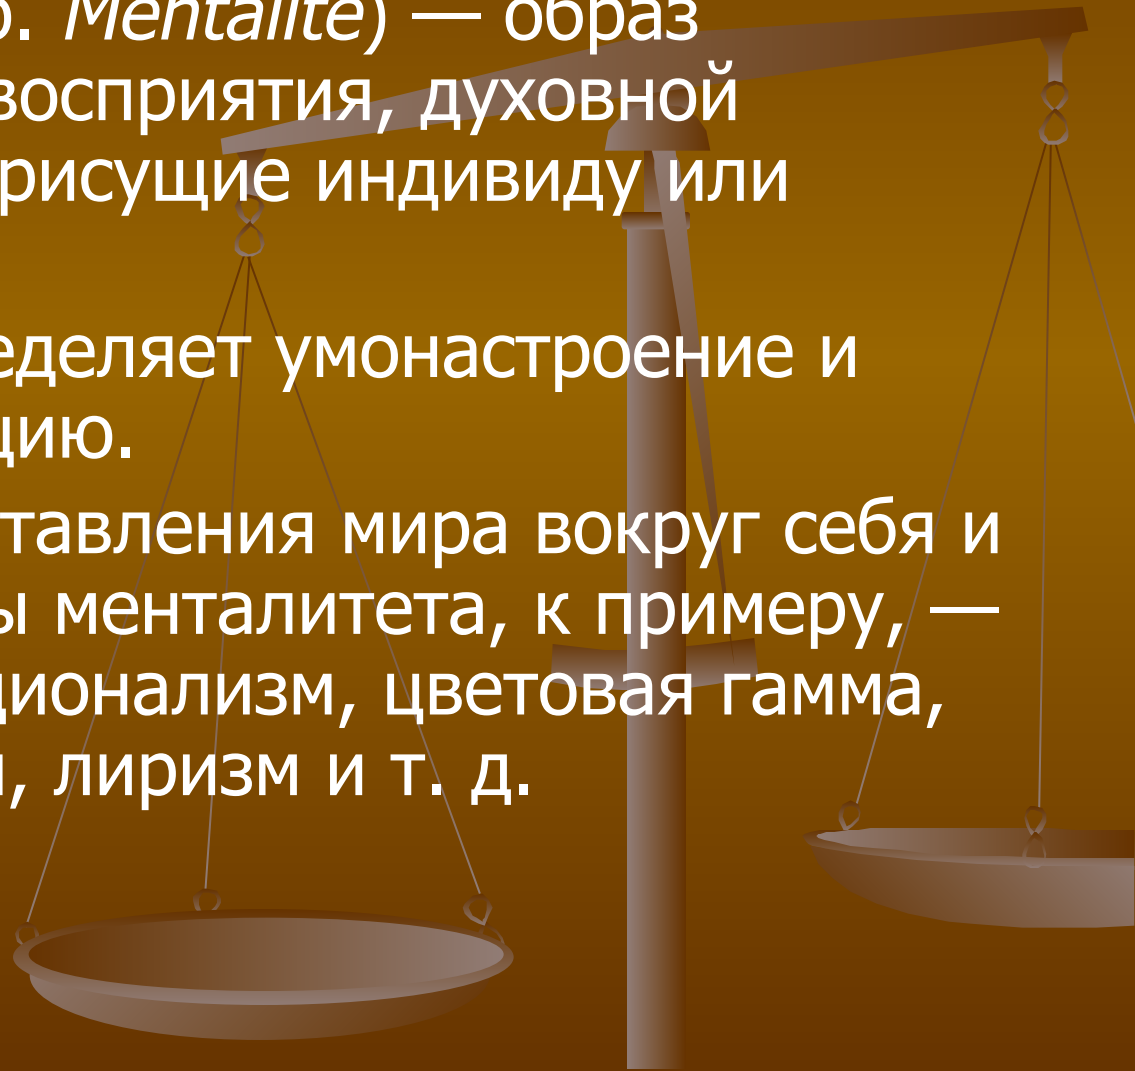 . Mentalité) — образ
восприятия, духовной
рисущие индивиду или
еделяет умонастроение и
цию.
тавления мира вокруг себя и
ы менталитета, к примеру, —
ционализм, цветовая гамма,
, лиризм и т. д.